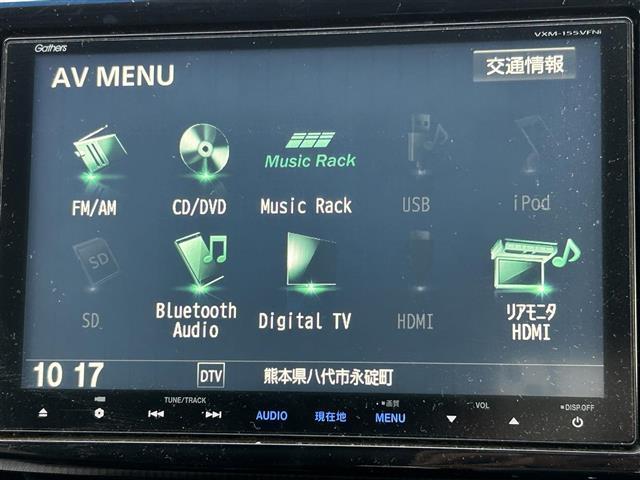 Gathers
VXM-155VFNi
AV MENU
交通情報
Music Rack
FM/AM
CD/DVD
Music Rack
USB
iPod
SD
SD
Bluetooth
Audio
Digital TV
HDMI
リアモニタ
HDMI
10 17
DTV
熊本県八代市永碇町
TUNE/TRACK
AUDIO
現在地
画質
MENU
VOL
DISP.OFF